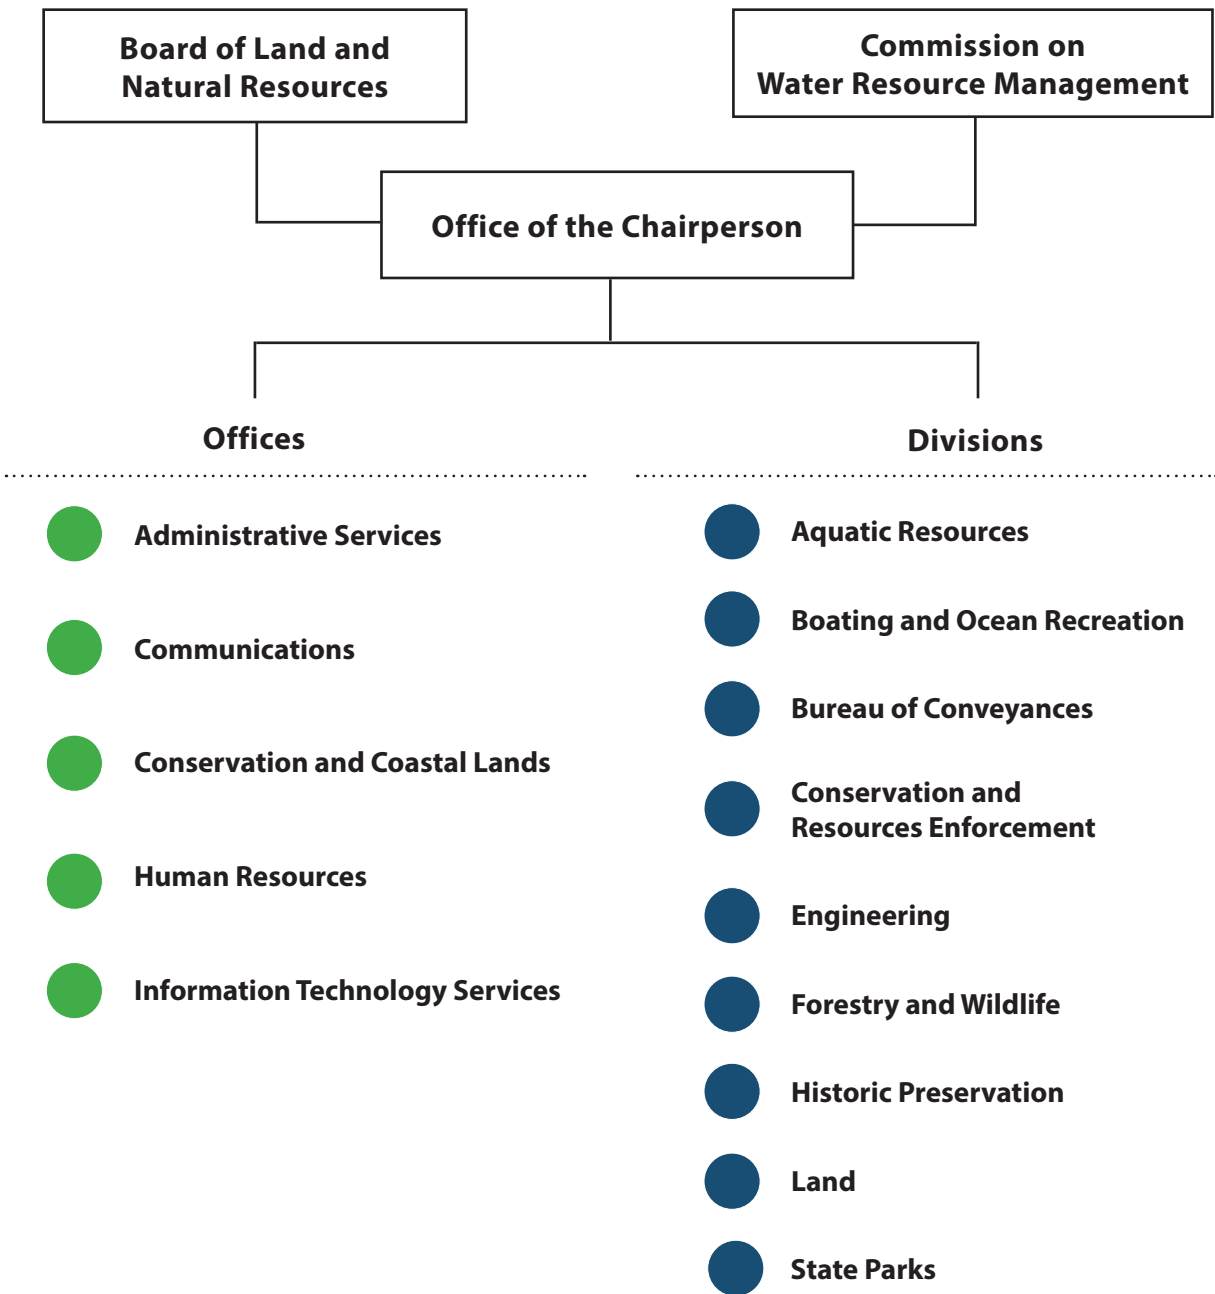 Board of Land and
Natural Resources
Commission on
Water Resource Management
Office of the Chairperson
Offices
Administrative Services
Communications
Conservation and Coastal Lands
Human Resources
Information Technology Services
Divisions
Aquatic Resources
Boating and Ocean Recreation
Bureau of Conveyances
Conservation and
Resources Enforcement
Engineering
Forestry and Wildlife
Historic Preservation
Land
State Parks